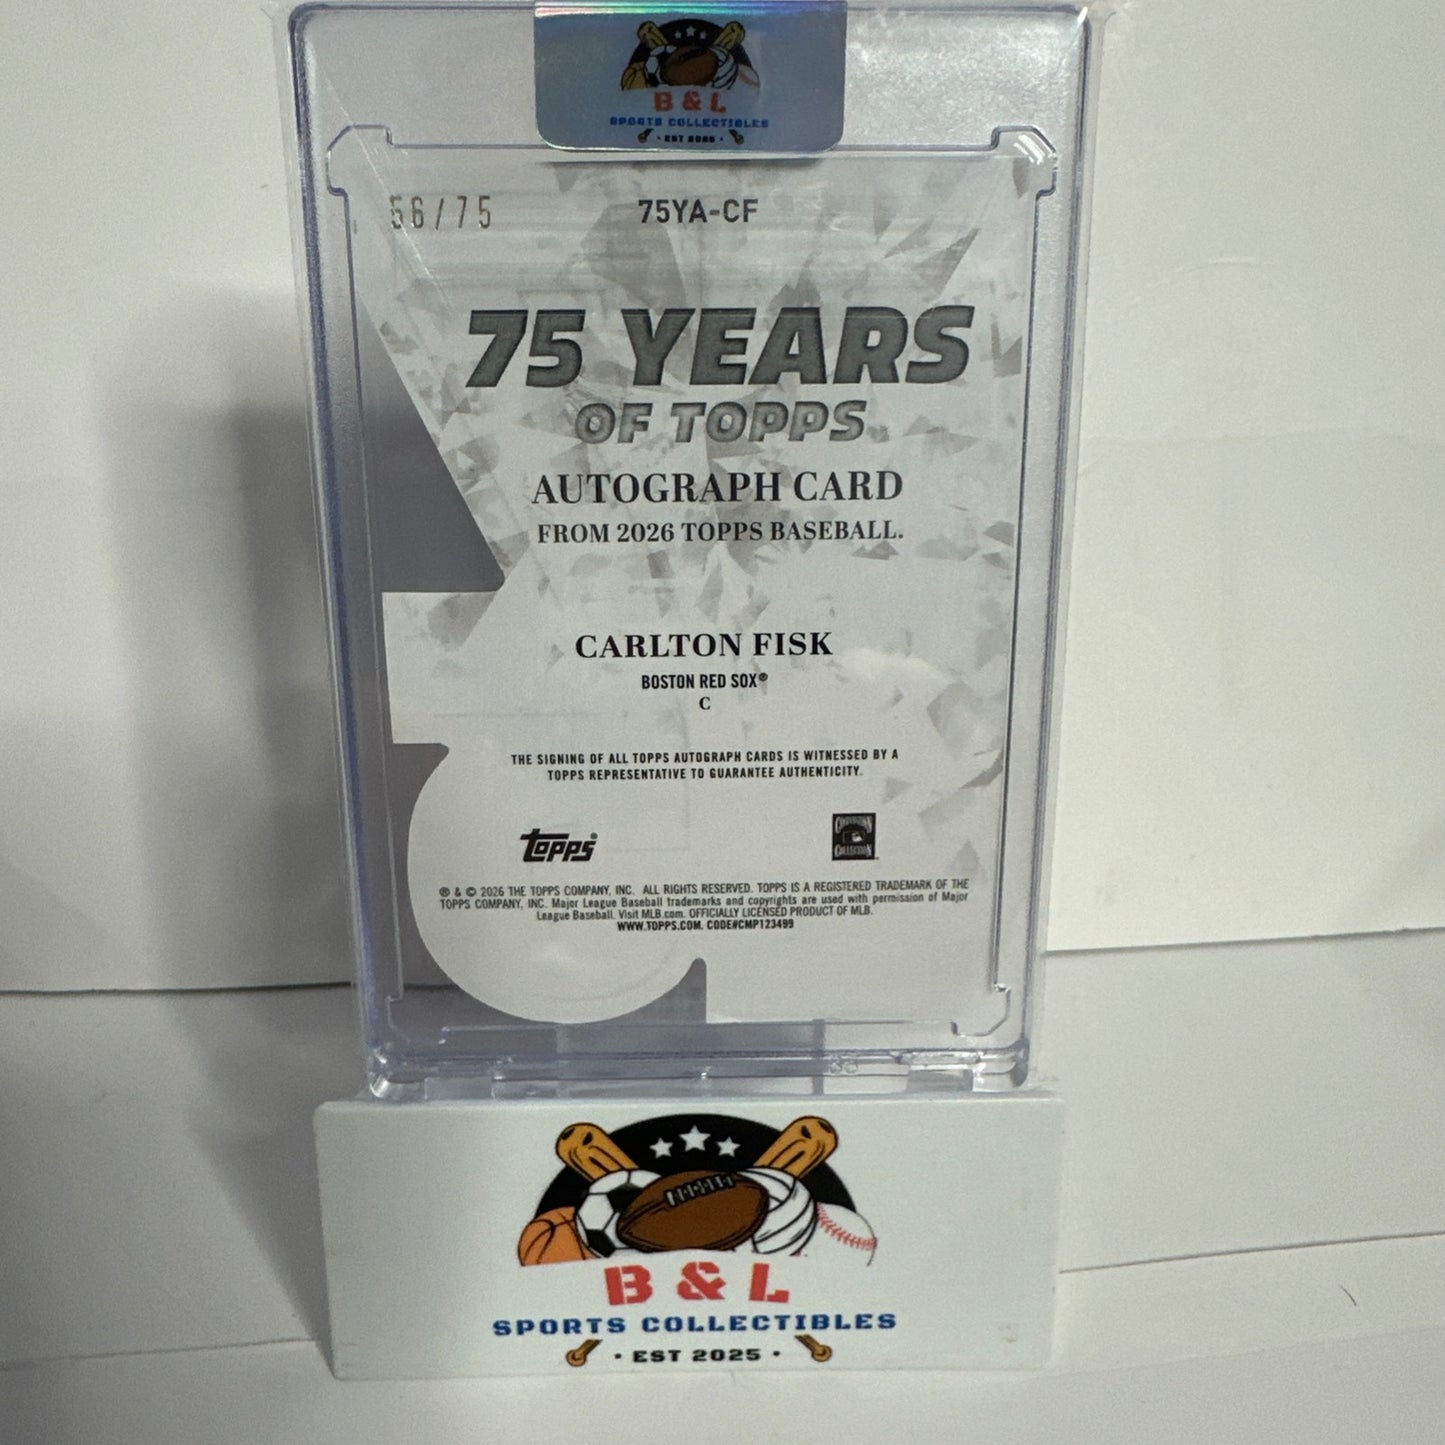 B & L
SPORTS COLLECTIBLES
• EST 2025 •
56/75
75YA-CF
75 YEARS
OF TOPPS
AUTOGRAPH CARD
FROM 2026 TOPPS BASEBALL.
CARLTON FISK
BOSTON RED SOX®
C
THE SIGNING OF ALL TOPPS AUTOGRAPH CARDS IS WITNESSED BY A
TOPPS REPRESENTATIVE TO GUARANTEE AUTHENTICITY.
Topps®
COOPERSTOWN
COLLECTION
® & © 2026 THE TOPPS COMPANY, INC. ALL RIGHTS RESERVED. TOPPS IS A REGISTERED TRADEMARK OF THE
TOPPS COMPANY, INC. Major League Baseball trademarks and copyrights are used with permission of Major
League Baseball. Visit MLB.com. OFFICIALLY LICENSED PRODUCT OF MLB.
WWW.TOPPS.COM. CODE#CMP123499
B & L
SPORTS COLLECTIBLES
• EST 2025 •